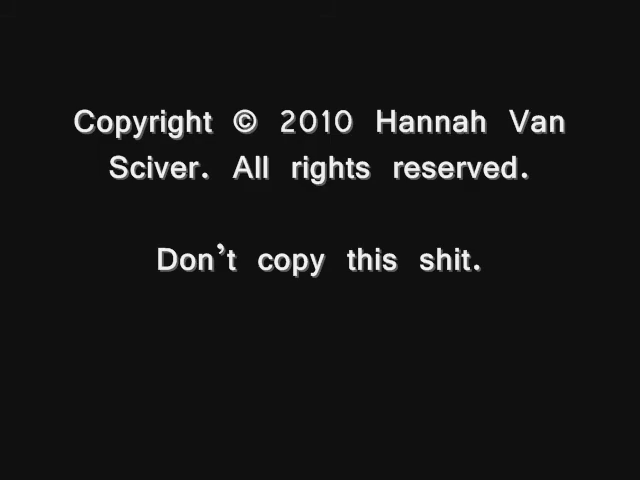 Copyright © 2010 Hannah Van
Sciver. All rights reserved.
Don't copy this shit.